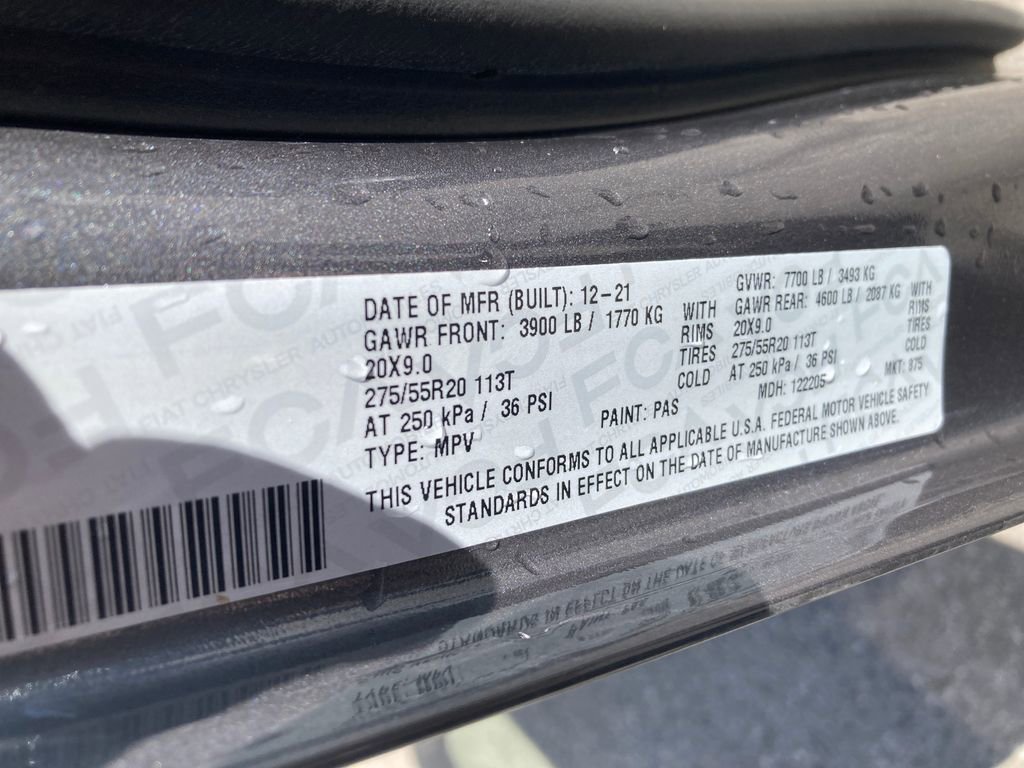 DATE OF MFR (BUILT): 12-21
GVWR: 7700 LB / 3493 KG
GAWR FRONT: 3900 LB / 1770 KG WITH
GAWR REAR: 4600 LB / 2087 KG WITH
20X9.0 RIMS
20X9.0 RIMS
275/55R20 113T TIRES
275/55R20 113T TIRES
AT 250 kPa / 36 PSI COLD
AT 250 kPa / 36 PSI COLD
TYPE: MPV
PAINT: PAS
MDH: 122205
MKT: 975
THIS VEHICLE CONFORMS TO ALL APPLICABLE U.S.A. FEDERAL MOTOR VEHICLE SAFETY
STANDARDS IN EFFECT ON THE DATE OF MANUFACTURE SHOWN ABOVE.
FIAT CHRYSLER